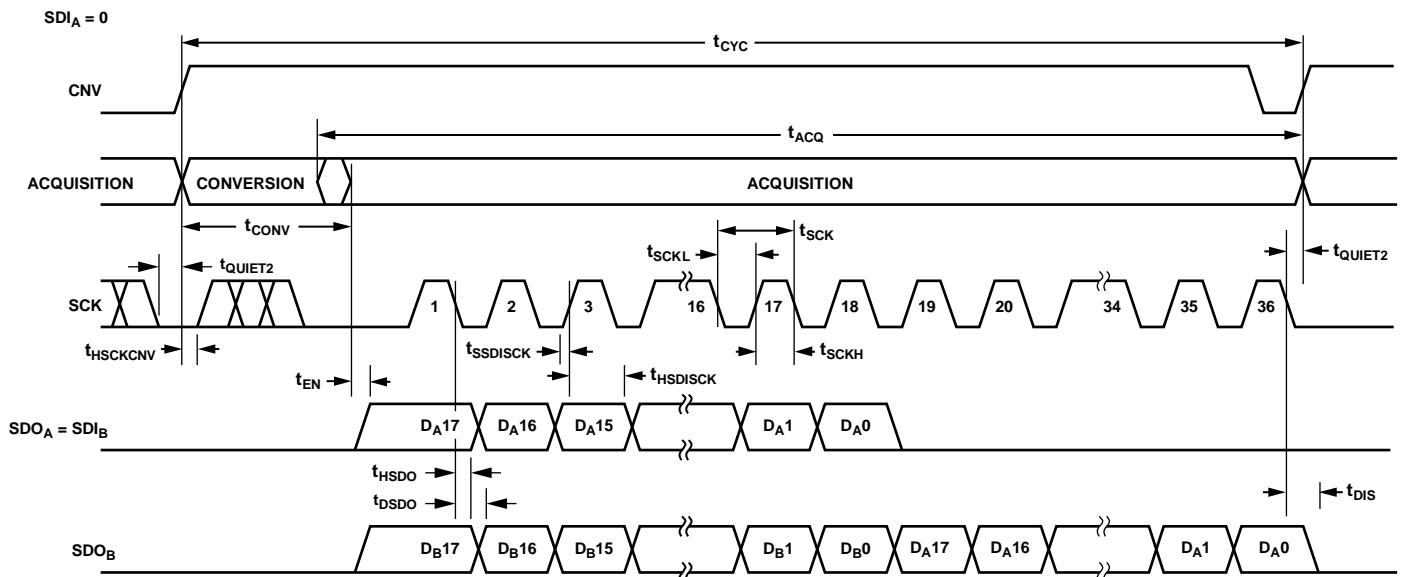 SDIA = 0
tCYC
CNV
tACQ
ACQUISITION CONVERSION ACQUISITION
tCONV
tSCK
tSCKL
tQUIET2 tQUIET2
SCK 1 2 3 16 17 18 19 20 34 35 36
tHSCKCNV tSSDISCK tSCKH
tEN tHSDISCK
SDOA = SDIB DA17 DA16 DA15 DA1 DA0
tHSDO
tDSDO tDIS
SDOB DB17 DB16 DB15 DB1 DB0 DA17 DA16 DA1 DA0